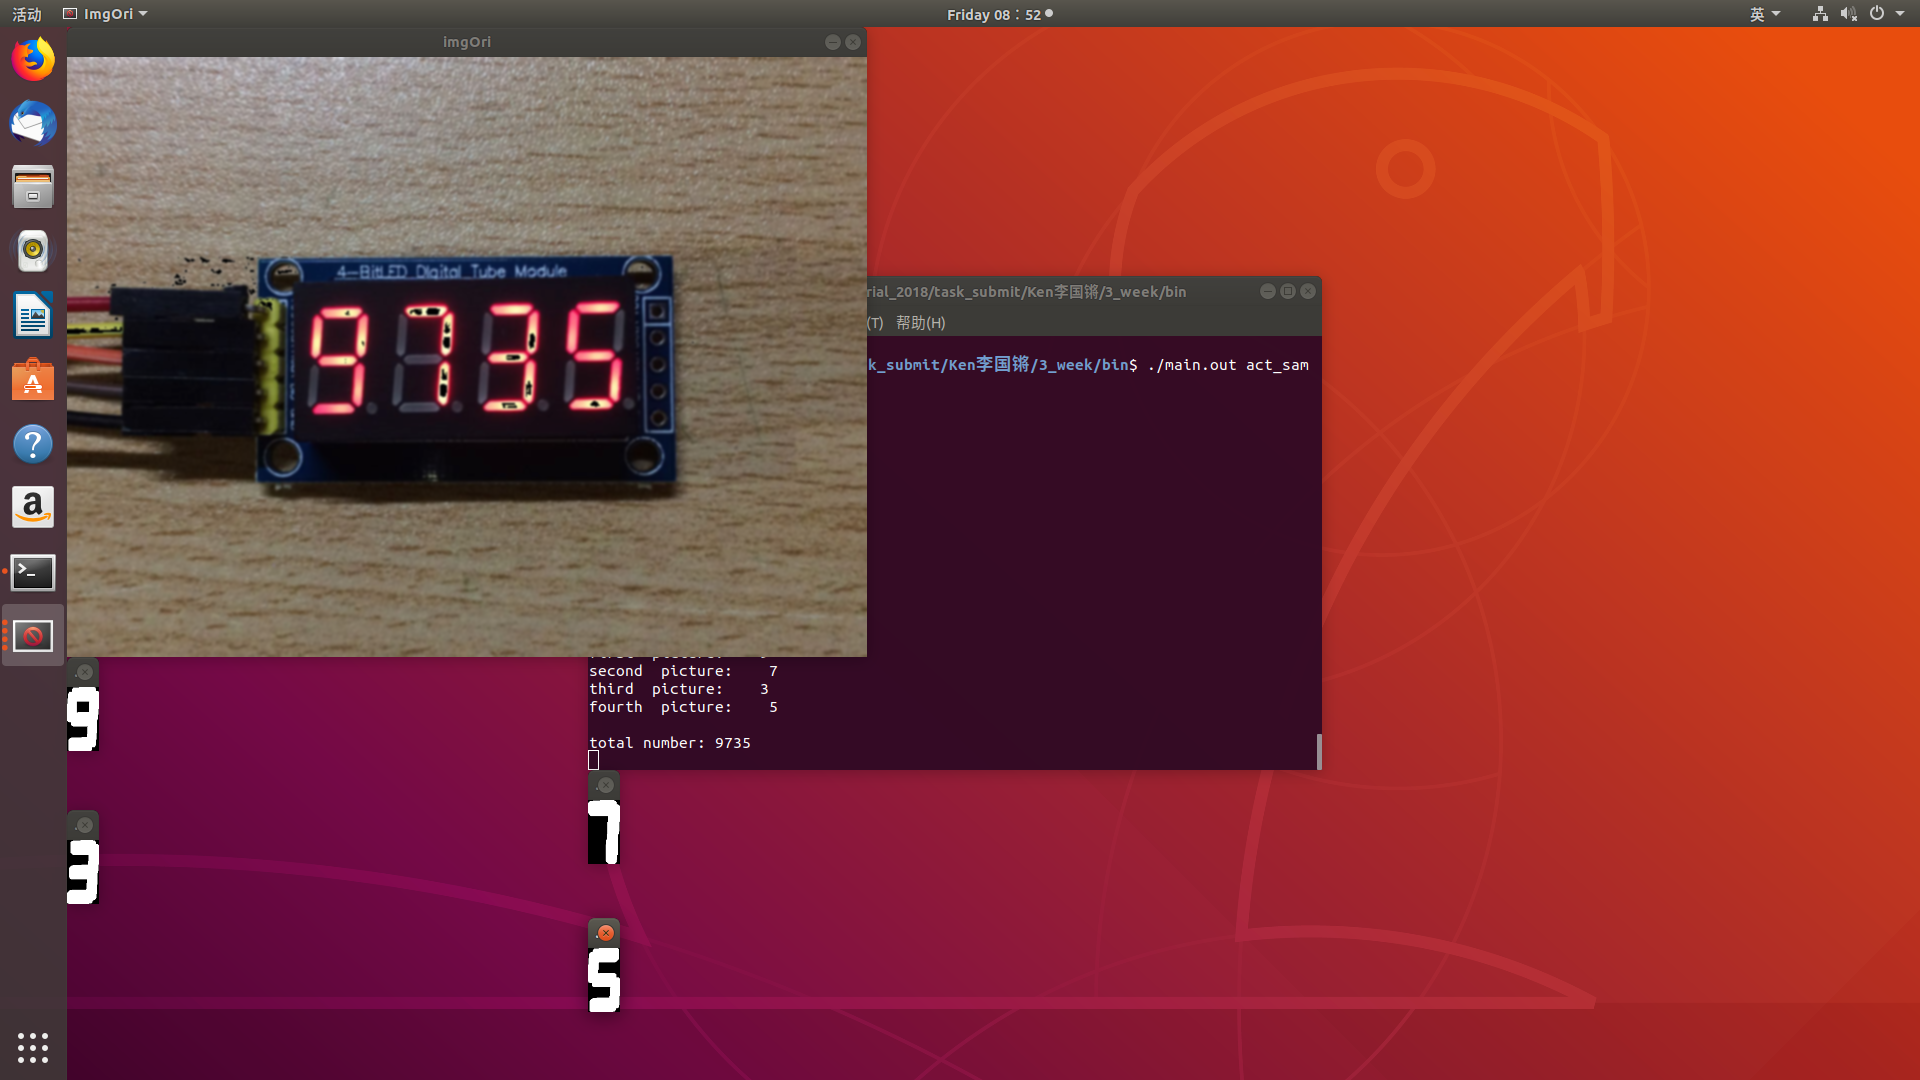 活动 ImgOri Friday 08：52 英
imgOri
4-BitLED Digital Tube Module
9735
rial_2018/task_submit/Ken李国锵/3_week/bin
(T) 帮助(H)
k_submit/Ken李国锵/3_week/bin$ ./main.out act_sam
second picture: 7
third picture: 3
fourth picture: 5
total number: 9735
9
7
3
5